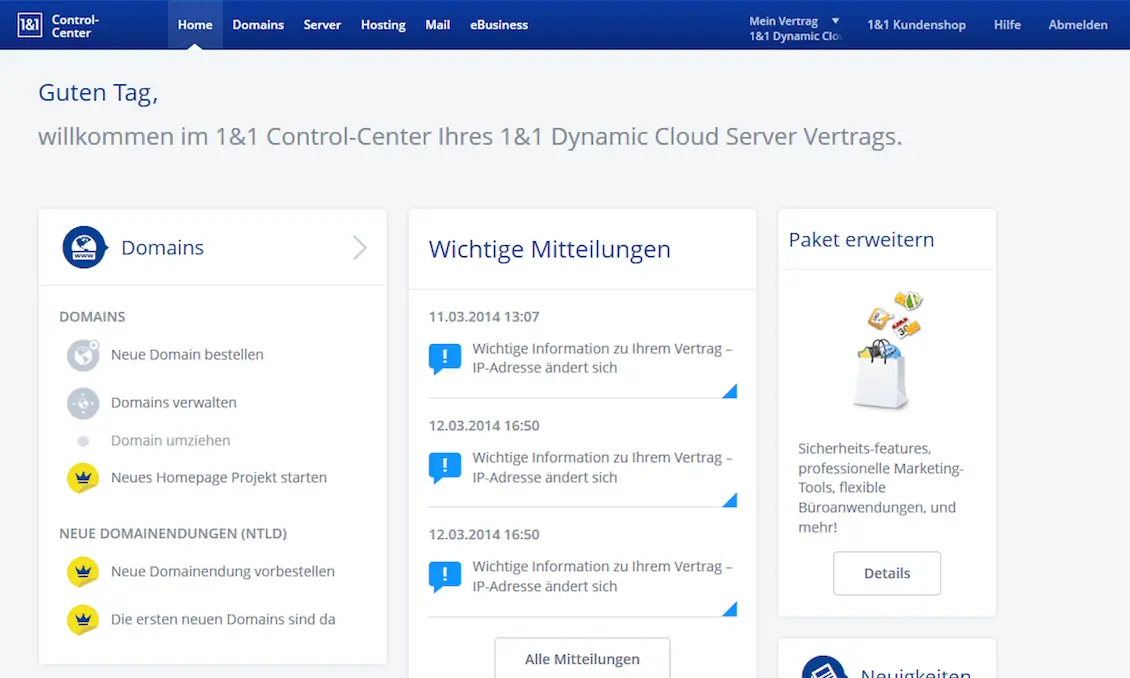 1&1 Control-
Center
Home Domains Server Hosting Mail eBusiness
Mein Vertrag ▼
1&1 Dynamic Clo
1&1 Kundenshop Hilfe Abmelden
Guten Tag,
willkommen im 1&1 Control-Center Ihres 1&1 Dynamic Cloud Server Vertrags.
WWW
Domains
DOMAINS
Neue Domain bestellen
Domains verwalten
Domain umziehen
Neues Homepage Projekt starten
NEUE DOMAINENDUNGEN (NTLD)
Neue Domainendung vorbestellen
Die ersten neuen Domains sind da
Wichtige Mitteilungen
11.03.2014 13:07
! Wichtige Information zu Ihrem Vertrag –
IP-Adresse ändert sich
12.03.2014 16:50
! Wichtige Information zu Ihrem Vertrag –
IP-Adresse ändert sich
12.03.2014 16:50
! Wichtige Information zu Ihrem Vertrag –
IP-Adresse ändert sich
Alle Mitteilungen
Paket erweitern
30
Sicherheits-features,
professionelle Marketing-
Tools, flexible
Büroanwendungen, und
mehr!
Details
Neuigkeiten